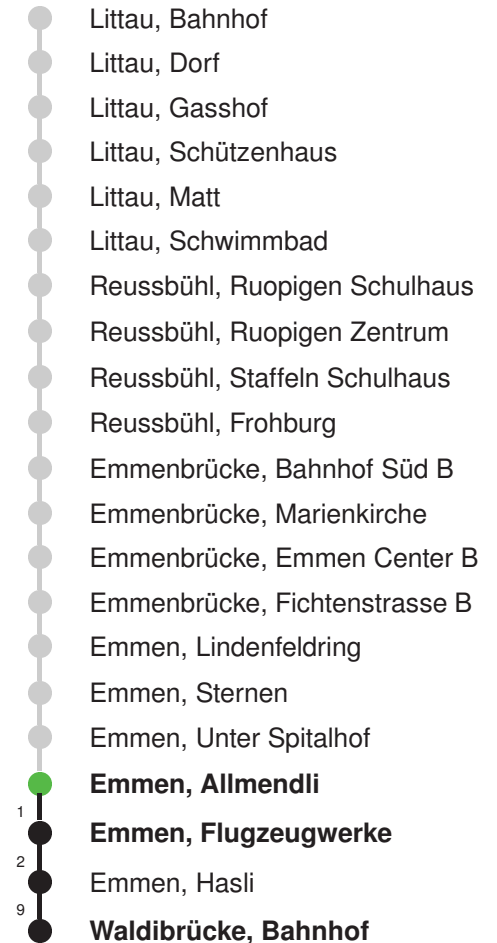 Littau, Bahnhof
Littau, Dorf
Littau, Gasshof
Littau, Schützenhaus
Littau, Matt
Littau, Schwimmbad
Reussbühl, Ruopigen Schulhaus
Reussbühl, Ruopigen Zentrum
Reussbühl, Staffeln Schulhaus
Reussbühl, Frohburg
Emmenbrücke, Bahnhof Süd B
Emmenbrücke, Marienkirche
Emmenbrücke, Emmen Center B
Emmenbrücke, Fichtenstrasse B
Emmen, Lindenfeldring
Emmen, Sternen
Emmen, Unter Spitalhof
Emmen, Allmendli
1
Emmen, Flugzeugwerke
2
Emmen, Hasli
9
Waldibrücke, Bahnhof